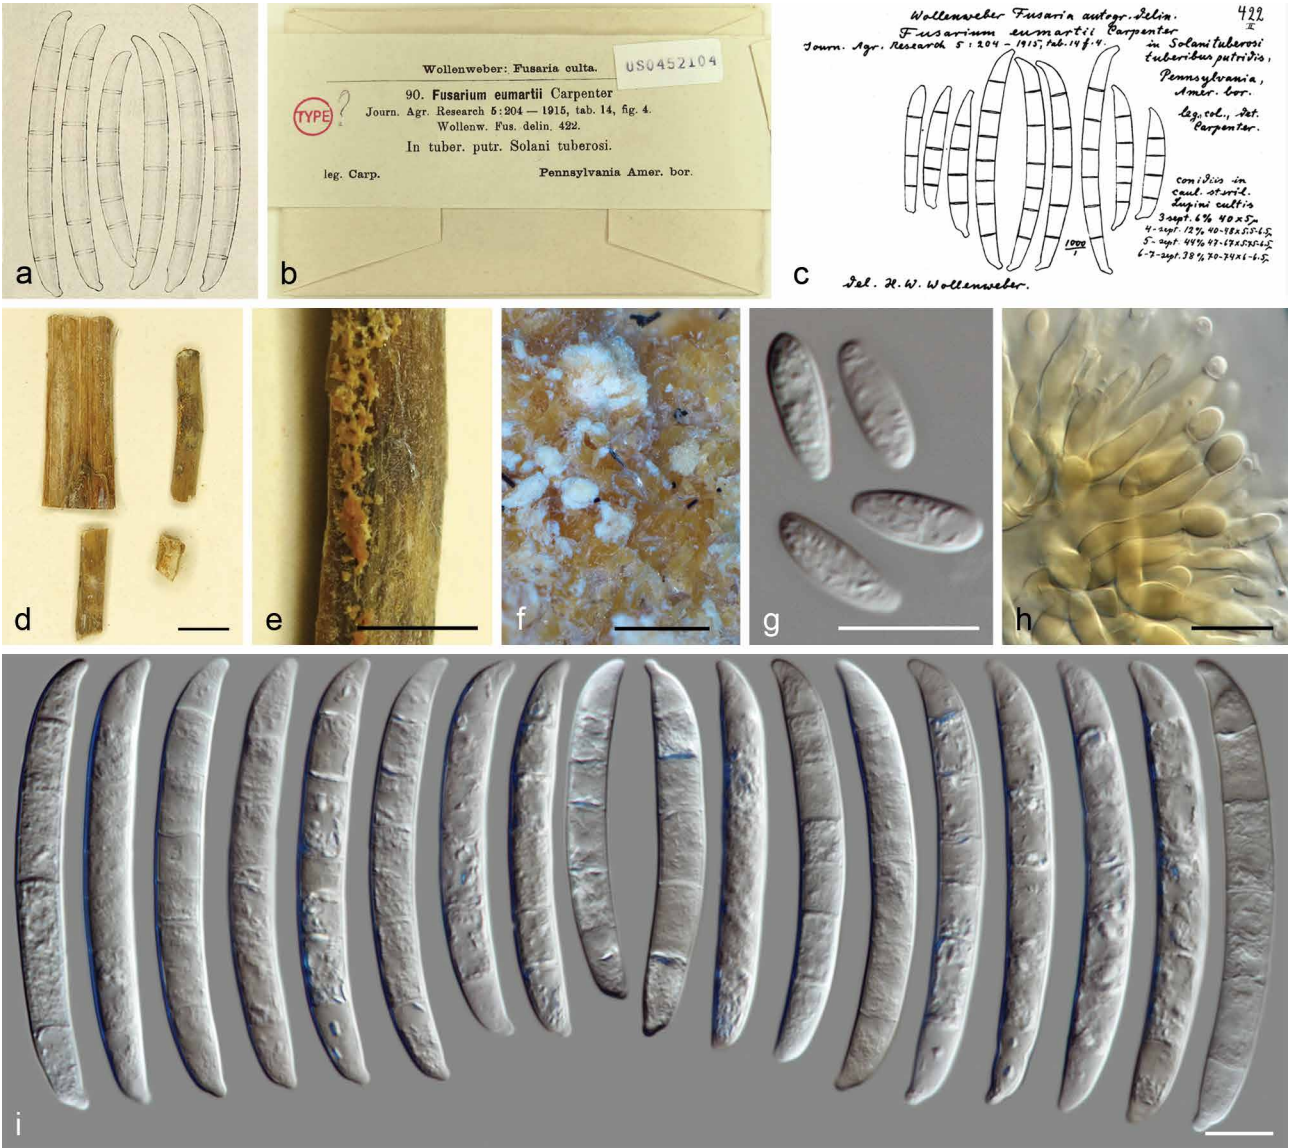 a
Wollenweber: Fusaria culta.
US0452104
TYPE
?
90. Fusarium eumartii Carpenter
Journ. Agr. Research 5:204 — 1915, tab. 14, fig. 4.
Wollenw. Fus. delin. 422.
In tuber. putr. Solani tuberosi.
leg. Carp.
Pennsylvania Amer. bor.
b
Wollenweber Fusaria autogr. delin.
422
II
Fusarium eumartii Carpenter
Journ. Agr. Research 5: 204 – 1915, tab. 14 f. 4.
in Solani tuberosi
tuberibus putridis,
Pennsylvania,
Amer. bor.
leg., col., det.
Carpenter.
conidiis in
caul. steril.
Lupini cultis
3 sept. 6% 40 x 5
4-sept. 12% 40-48 x 5.5-6.5
5-sept. 44% 47-67 x 5.75-6.5
6-7-sept. 38% 70-74 x 6-6.5
1000
1
c
del. H. W. Wollenweber.
d
e
f
g
h
i